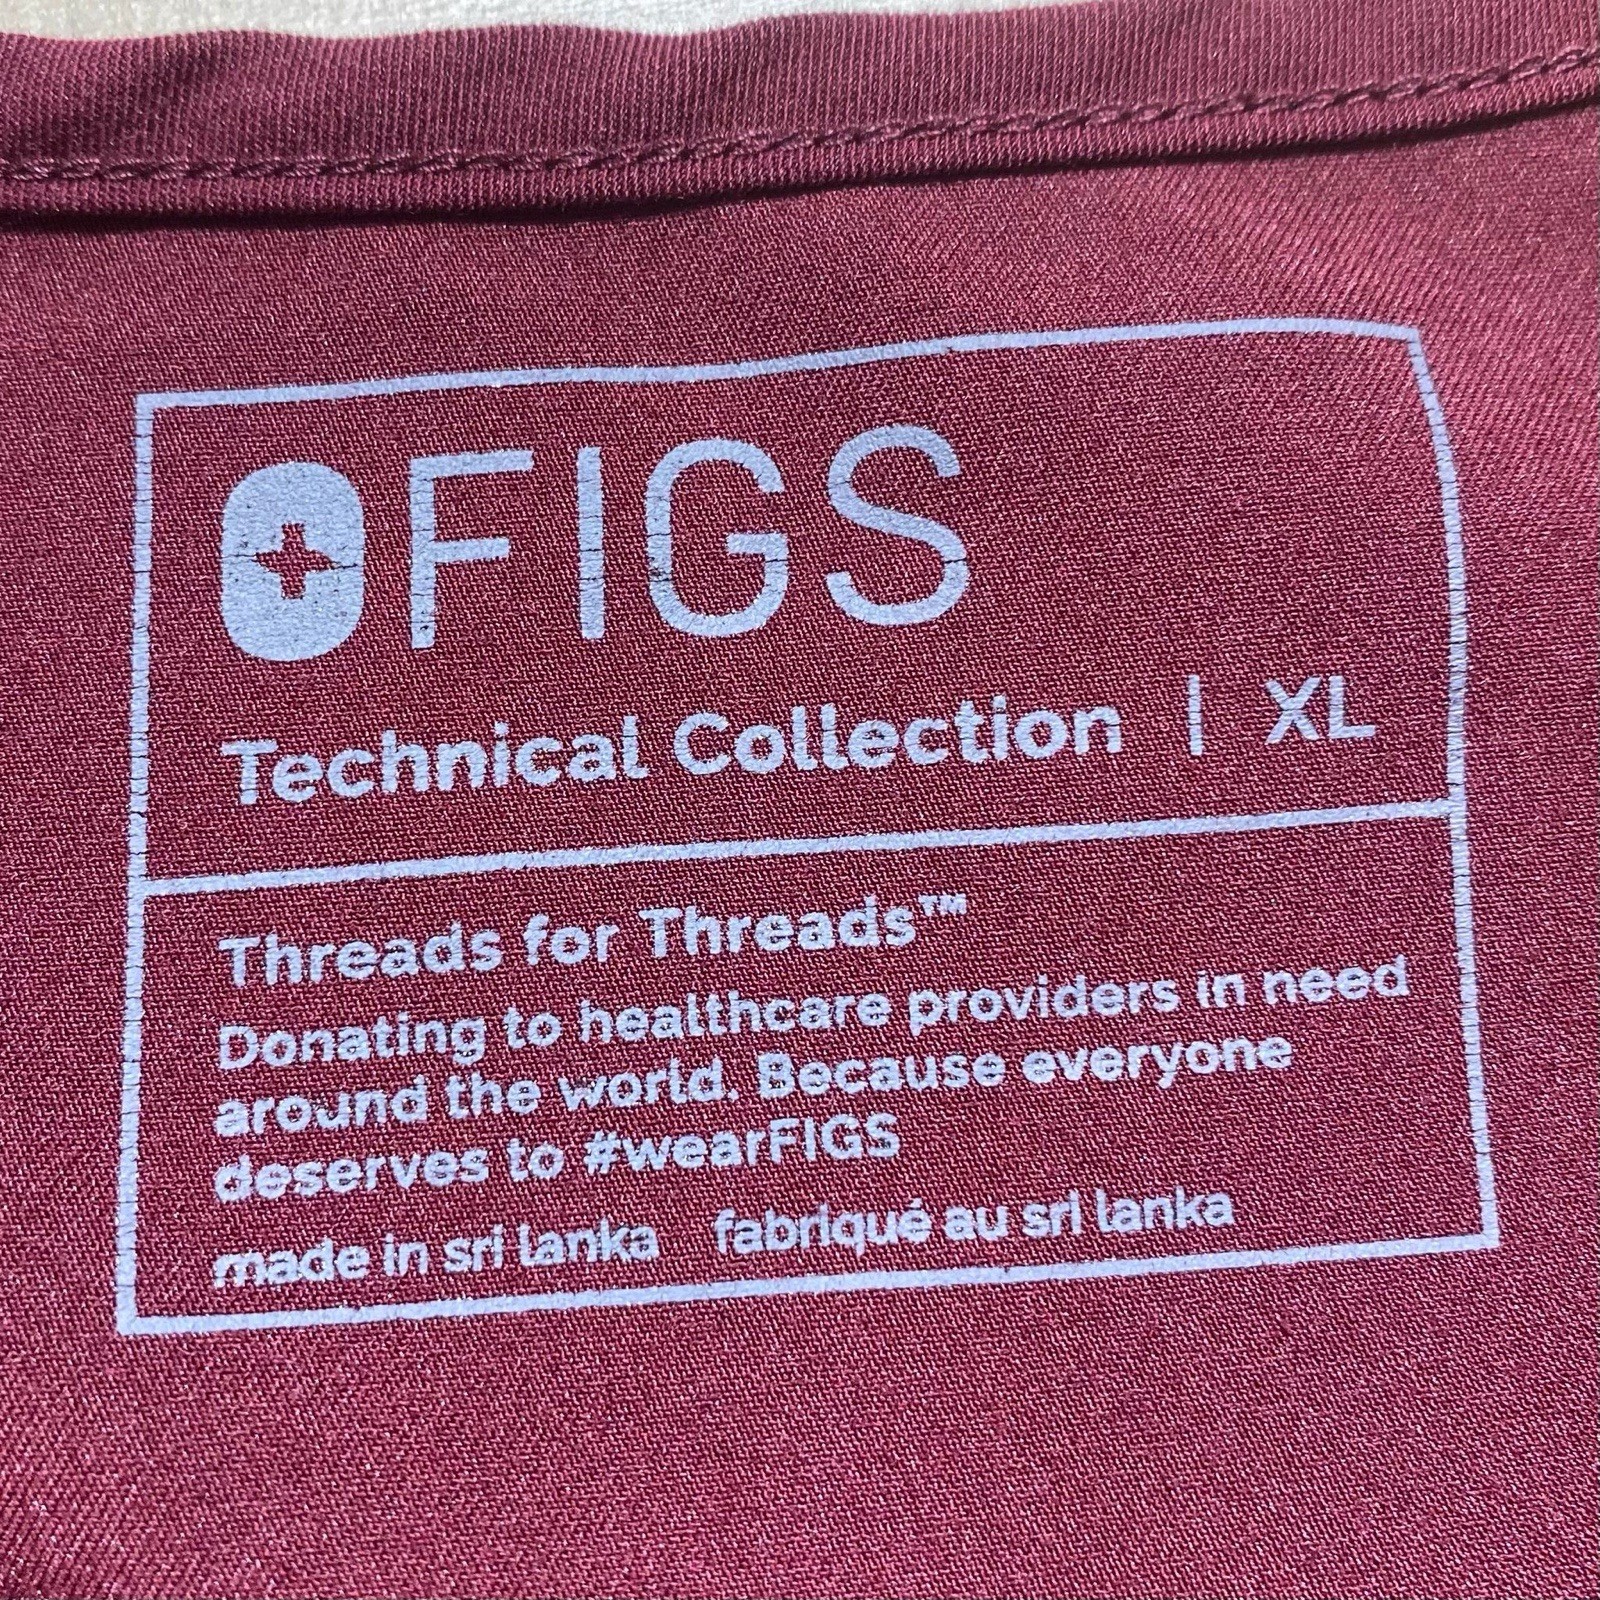 FIGS
Technical Collection | XL
Threads for Threads™
Donating to healthcare providers in need
around the world. Because everyone
deserves to #wearFIGS
made in sri lanka fabriqué au sri lanka